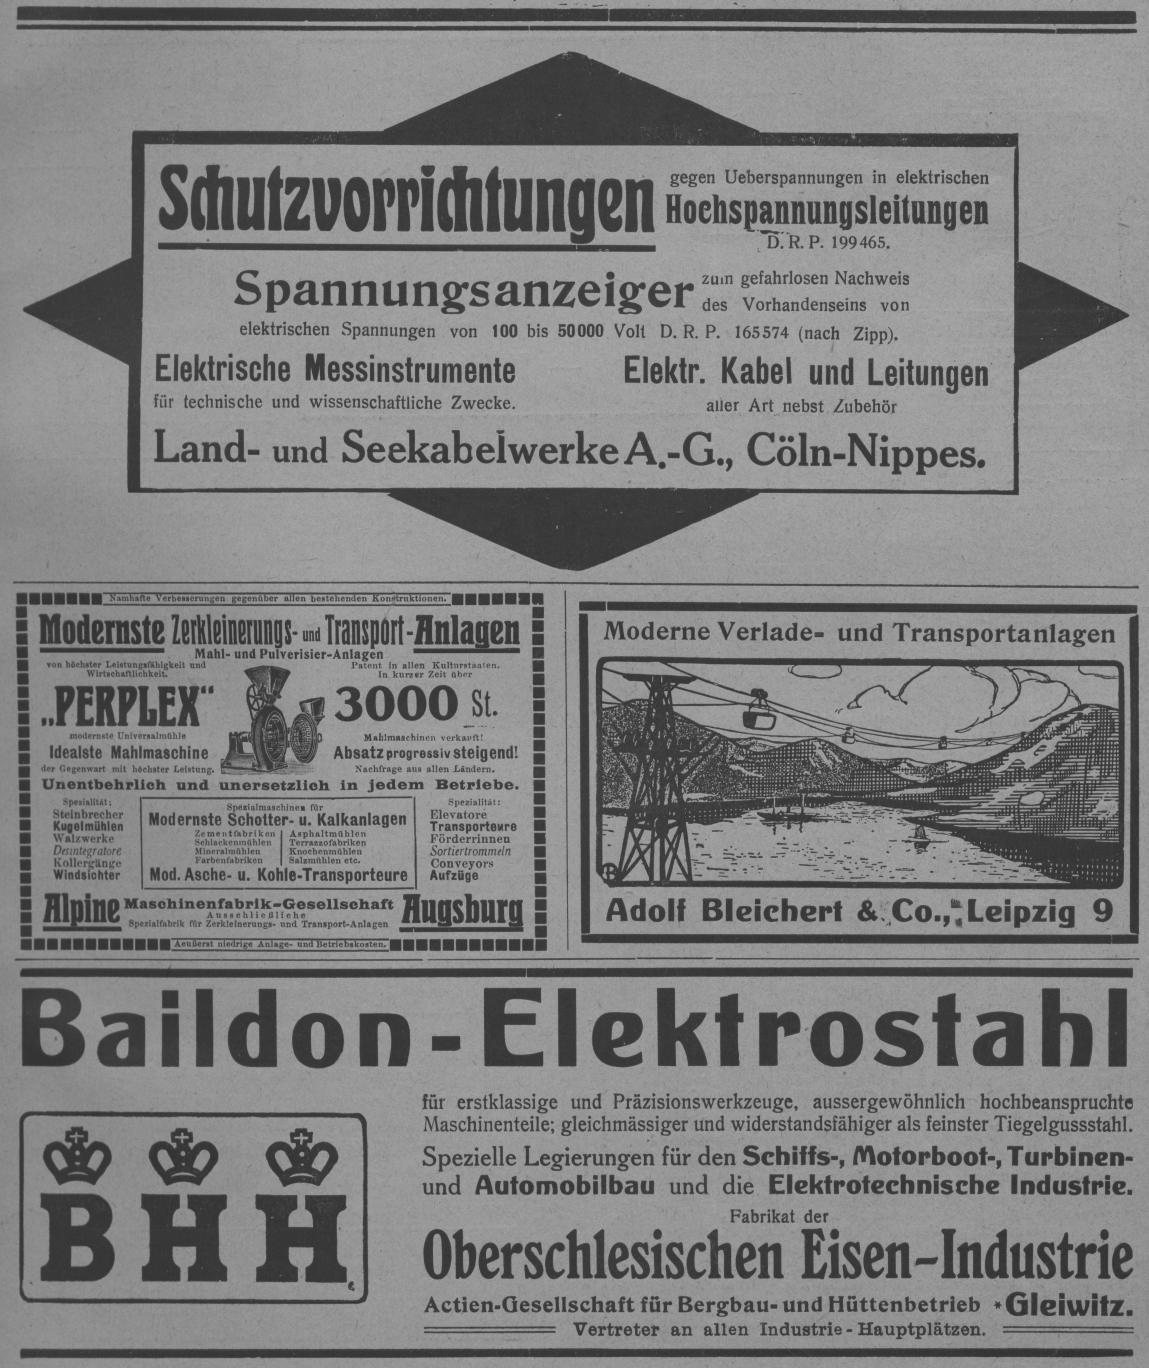 Schutzvorrichtungen gegen Ueberspannungen in elektrischen
Hochspannungsleitungen
D. R. P. 199465.
Spannungsanzeiger zum gefahrlosen Nachweis
des Vorhandenseins von
elektrischen Spannungen von 100 bis 50000 Volt D. R. P. 165574 (nach Zipp).
Elektrische Messinstrumente
für technische und wissenschaftliche Zwecke.
Elektr. Kabel und Leitungen
aller Art nebst Zubehör
Land- und Seekabelwerke A.-G., Cöln-Nippes.
Namhafte Verbesserungen gegenüber allen bestehenden Konstruktionen.
Modernste Zerkleinerungs- und Transport-Anlagen
Mahl- und Pulverisier-Anlagen
von höchster Leistungsfähigkeit und
Wirtschaftlichkeit.
„PERPLEX“
modernste Universalmühle
Idealste Mahlmaschine
der Gegenwart mit höchster Leistung.
Patent in allen Kulturstaaten.
In kurzer Zeit über
3000 St.
Mahlmaschinen verkauft!
Absatz progressiv steigend!
Nachfrage aus allen Ländern.
Unentbehrlich und unersetzlich in jedem Betriebe.
Spezialität:
Steinbrecher
Kugelmühlen
Walzwerke
Desintegratore
Kollergänge
Windsichter
Spezialmaschinen für
Modernste Schotter- u. Kalkanlagen
Zementfabriken
Schlackenmühlen
Mineralmühlen
Farbenfabriken
Asphaltmühlen
Terrazzofabriken
Knochenmühlen
Salzmühlen etc.
Mod. Asche- u. Kohle-Transporteure
Spezialität:
Elevatore
Transporteure
Förderrinnen
Sortiertrommeln
Conveyors
Aufzüge
Alpine Maschinenfabrik-Gesellschaft Augsburg
Ausschließliche
Spezialfabrik für Zerkleinerungs- und Transport-Anlagen
Aeußerst niedrige Anlage- und Betriebskosten.
Moderne Verlade- und Transportanlagen
B
Adolf Bleichert & Co., Leipzig 9
Baildon-Elektrostahl
BHH
für erstklassige und Präzisionswerkzeuge, aussergewöhnlich hochbeanspruchte
Maschinenteile; gleichmässiger und widerstandsfähiger als feinster Tiegelgussstahl.
Spezielle Legierungen für den Schiffs-, Motorboot-, Turbinen-
und Automobilbau und die Elektrotechnische Industrie.
Fabrikat der
Oberschlesischen Eisen-Industrie
Actien-Gesellschaft für Bergbau- und Hüttenbetrieb * Gleiwitz.
Vertreter an allen Industrie-Hauptplätzen.